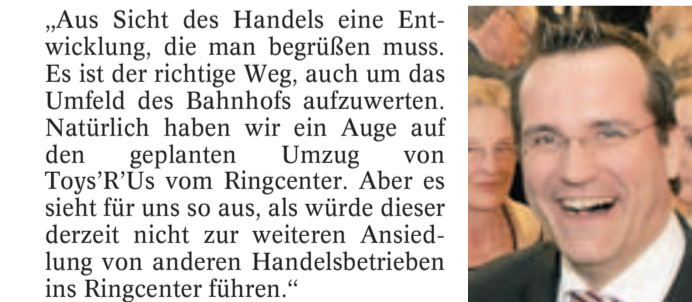 „Aus Sicht des Handels eine Ent-
wicklung, die man begrüßen muss.
Es ist der richtige Weg, auch um das
Umfeld des Bahnhofs aufzuwerten.
Natürlich haben wir ein Auge auf
den geplanten Umzug von
Toys’R’Us vom Ringcenter. Aber es
sieht für uns so aus, als würde dieser
derzeit nicht zur weiteren Ansied-
lung von anderen Handelsbetrieben
ins Ringcenter führen.“